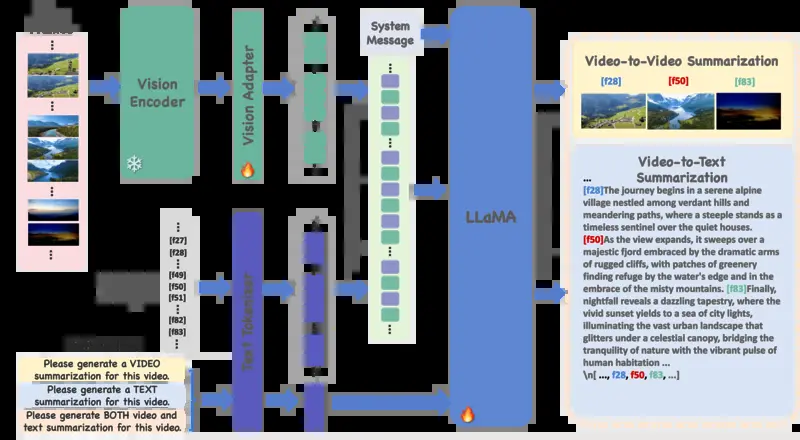 System
Message
Vision
Encoder
Vision Adapter
Video-to-Video Summarization
[f28]
[f50]
[f83]
LLaMA
...
[f27]
[f28]
...
[f49]
[f50]
[f51]
...
[f82]
[f83]
...
Text Tokenizer
Please generate a VIDEO
summarization for this video.
Please generate a TEXT
summarization for this video.
Please generate BOTH video and
text summarization for this video.
Video-to-Text
Summarization
...
[f28]The journey begins in a serene alpine
village nestled among verdant hills and
meandering paths, where a steeple stands as a
timeless sentinel over the quiet houses.
[f50]As the view expands, it sweeps over a
majestic fjord embraced by the dramatic arms
of rugged cliffs, with patches of greenery
finding refuge by the water's edge and in the
embrace of the misty mountains. [f83]Finally,
nightfall reveals a dazzling tapestry, where the
vivid sunset yields to a sea of city lights,
illuminating the vast urban landscape that
glitters under a celestial canopy, bridging the
tranquility of nature with the vibrant pulse of
human habitation ...
\n[ ..., f28, f50, f83, ...]